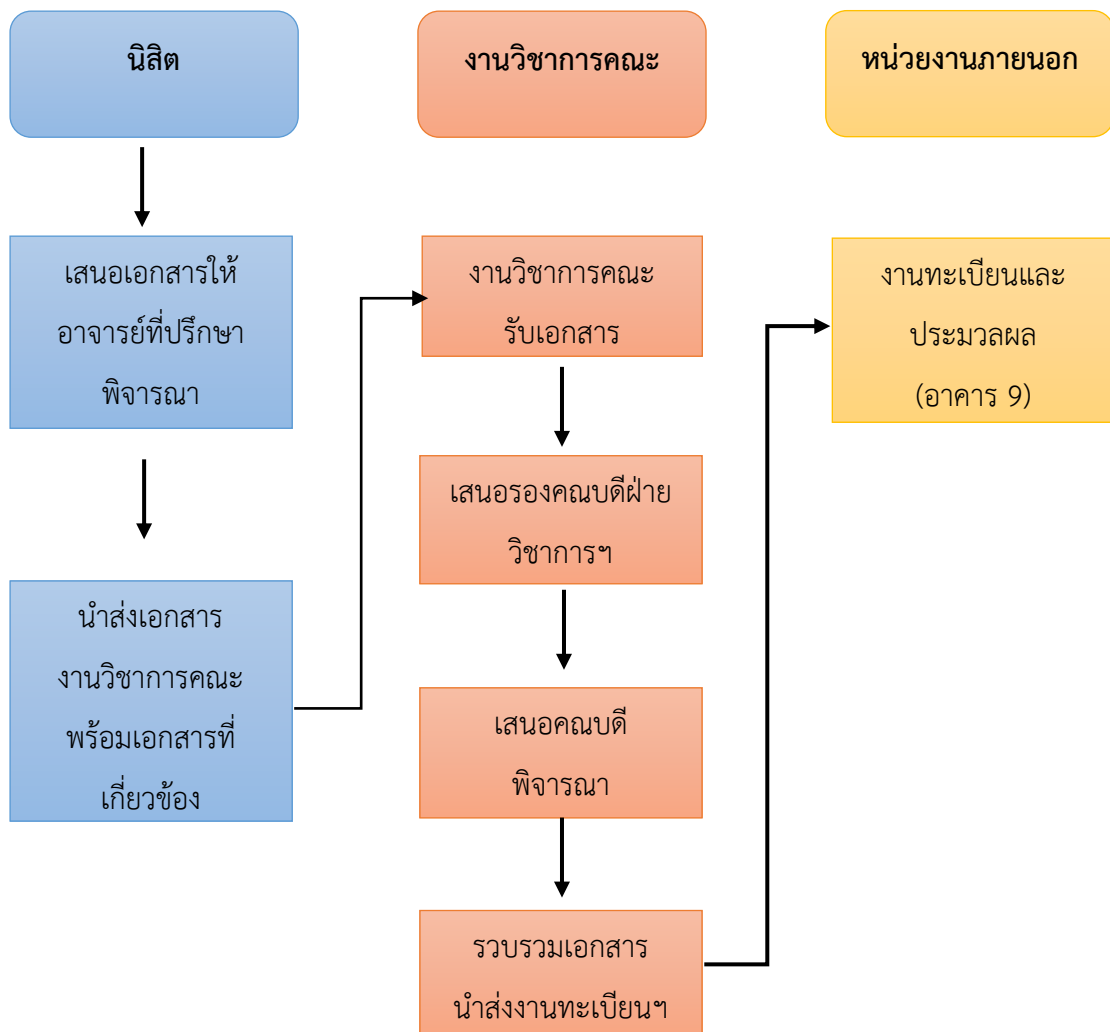 นิสิต
งานวิชาการคณะ
หน่วยงานภายนอก
เสนอเอกสารให้
อาจารย์ที่ปรึกษา
พิจารณา
นำส่งเอกสาร
งานวิชาการคณะ
พร้อมเอกสารที่
เกี่ยวข้อง
งานวิชาการคณะ
รับเอกสาร
เสนอรองคณบดีฝ่าย
วิชาการฯ
เสนอคณบดี
พิจารณา
รวบรวมเอกสาร
นำส่งงานทะเบียนฯ
งานทะเบียนและ
ประมวลผล
(อาคาร 9)